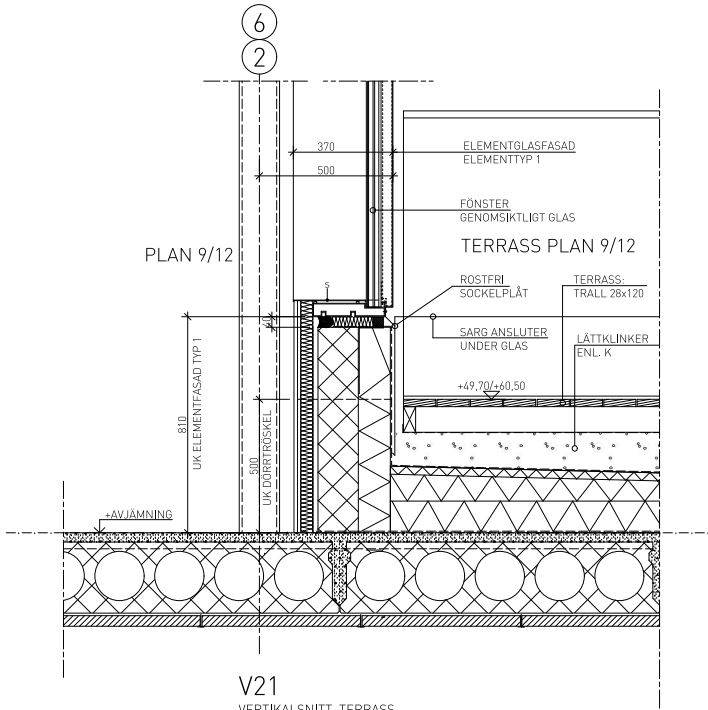 6
2
370
500
ELEMENTGLASFASAD
ELEMENTTYP 1
FÖNSTER
GENOMSIKTLIGT GLAS
PLAN 9/12
TERRASS PLAN 9/12
ROSTFRI
SOCKELPLÅT
TERRASS:
TRALL 28x120
5
40
SARG ANSLUTER
UNDER GLAS
LÄTTKLINKER
ENL. K
+49,70/+60,50
810
UK ELEMENTFASAD TYP 1
500
UK DÖRRTRÖSKEL
+AVJÄMNING
V21
VERTIKALSNITT, TERRASS